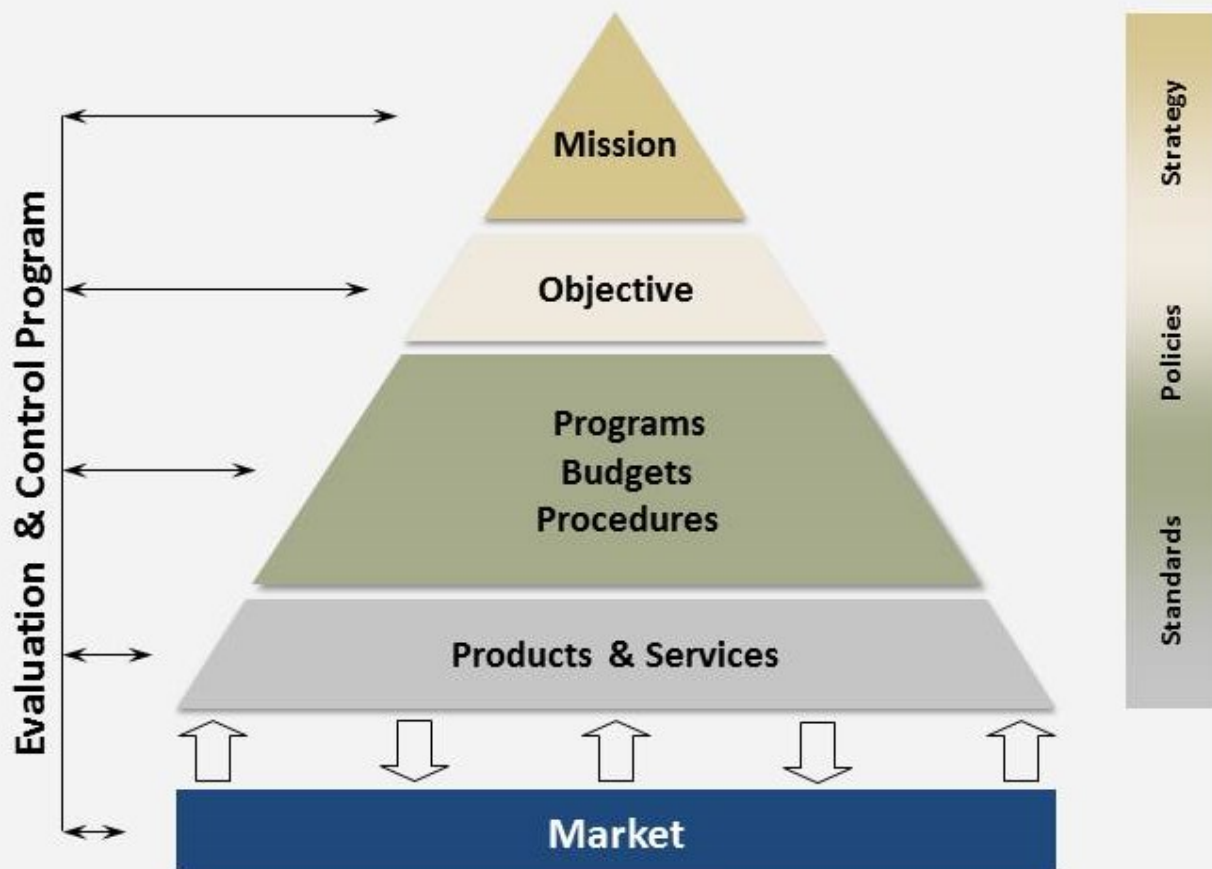 Evaluation & Control Program
Mission
Objective
Programs
Budgets
Procedures
Products & Services
Market
Strategy
Policies
Standards